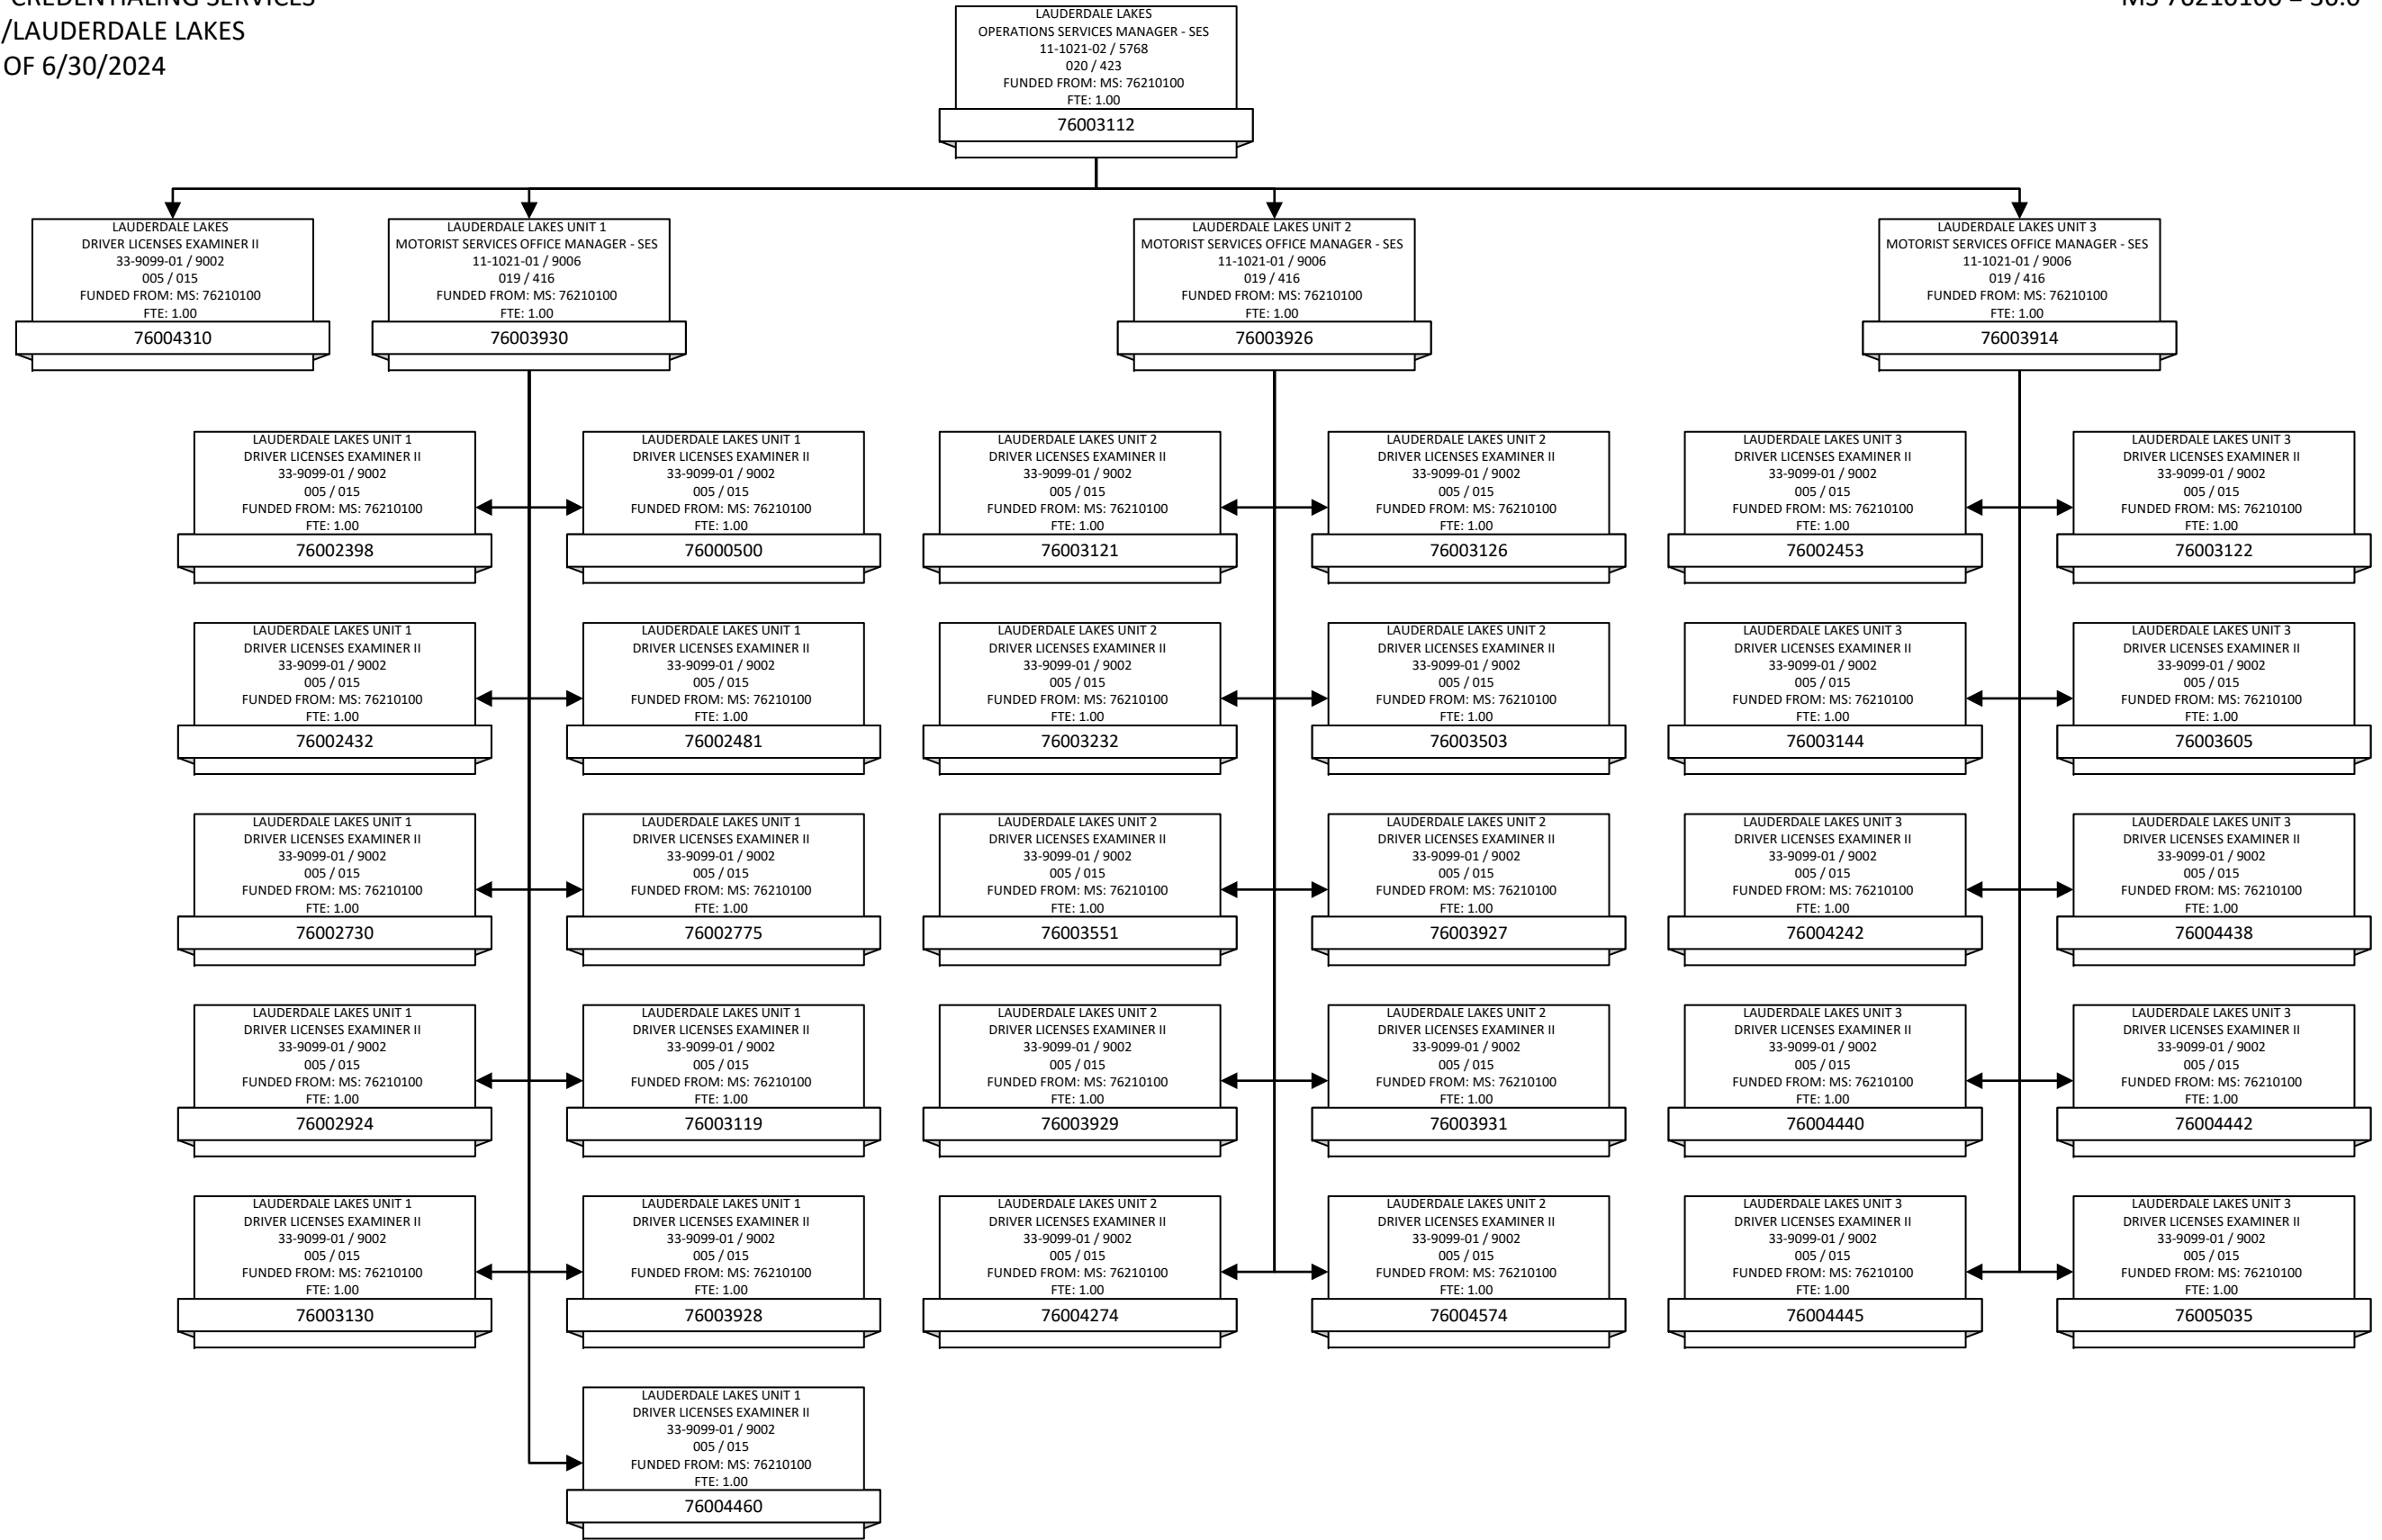 CREDENTIALING SERVICES
/LAUDERDALE LAKES
OF 6/30/2024
LAUDERDALE LAKES
OPERATIONS SERVICES MANAGER - SES
11-1021-02 / 5768
020 / 423
FUNDED FROM: MS: 76210100
FTE: 1.00
76003112
LAUDERDALE LAKES
DRIVER LICENSES EXAMINER II
33-9099-01 / 9002
005 / 015
FUNDED FROM: MS: 76210100
FTE: 1.00
76004310
LAUDERDALE LAKES UNIT 1
MOTORIST SERVICES OFFICE MANAGER - SES
11-1021-01 / 9006
019 / 416
FUNDED FROM: MS: 76210100
FTE: 1.00
76003930
LAUDERDALE LAKES UNIT 2
MOTORIST SERVICES OFFICE MANAGER - SES
11-1021-01 / 9006
019 / 416
FUNDED FROM: MS: 76210100
FTE: 1.00
76003926
LAUDERDALE LAKES UNIT 3
MOTORIST SERVICES OFFICE MANAGER - SES
11-1021-01 / 9006
019 / 416
FUNDED FROM: MS: 76210100
FTE: 1.00
76003914
LAUDERDALE LAKES UNIT 1
DRIVER LICENSES EXAMINER II
33-9099-01 / 9002
005 / 015
FUNDED FROM: MS: 76210100
FTE: 1.00
76002398
LAUDERDALE LAKES UNIT 1
DRIVER LICENSES EXAMINER II
33-9099-01 / 9002
005 / 015
FUNDED FROM: MS: 76210100
FTE: 1.00
76000500
LAUDERDALE LAKES UNIT 2
DRIVER LICENSES EXAMINER II
33-9099-01 / 9002
005 / 015
FUNDED FROM: MS: 76210100
FTE: 1.00
76003121
LAUDERDALE LAKES UNIT 2
DRIVER LICENSES EXAMINER II
33-9099-01 / 9002
005 / 015
FUNDED FROM: MS: 76210100
FTE: 1.00
76003126
LAUDERDALE LAKES UNIT 3
DRIVER LICENSES EXAMINER II
33-9099-01 / 9002
005 / 015
FUNDED FROM: MS: 76210100
FTE: 1.00
76002453
LAUDERDALE LAKES UNIT 3
DRIVER LICENSES EXAMINER II
33-9099-01 / 9002
005 / 015
FUNDED FROM: MS: 76210100
FTE: 1.00
76003122
LAUDERDALE LAKES UNIT 1
DRIVER LICENSES EXAMINER II
33-9099-01 / 9002
005 / 015
FUNDED FROM: MS: 76210100
FTE: 1.00
76002432
LAUDERDALE LAKES UNIT 1
DRIVER LICENSES EXAMINER II
33-9099-01 / 9002
005 / 015
FUNDED FROM: MS: 76210100
FTE: 1.00
76002481
LAUDERDALE LAKES UNIT 2
DRIVER LICENSES EXAMINER II
33-9099-01 / 9002
005 / 015
FUNDED FROM: MS: 76210100
FTE: 1.00
76003232
LAUDERDALE LAKES UNIT 2
DRIVER LICENSES EXAMINER II
33-9099-01 / 9002
005 / 015
FUNDED FROM: MS: 76210100
FTE: 1.00
76003503
LAUDERDALE LAKES UNIT 3
DRIVER LICENSES EXAMINER II
33-9099-01 / 9002
005 / 015
FUNDED FROM: MS: 76210100
FTE: 1.00
76003144
LAUDERDALE LAKES UNIT 3
DRIVER LICENSES EXAMINER II
33-9099-01 / 9002
005 / 015
FUNDED FROM: MS: 76210100
FTE: 1.00
76003605
LAUDERDALE LAKES UNIT 1
DRIVER LICENSES EXAMINER II
33-9099-01 / 9002
005 / 015
FUNDED FROM: MS: 76210100
FTE: 1.00
76002730
LAUDERDALE LAKES UNIT 1
DRIVER LICENSES EXAMINER II
33-9099-01 / 9002
005 / 015
FUNDED FROM: MS: 76210100
FTE: 1.00
76002775
LAUDERDALE LAKES UNIT 2
DRIVER LICENSES EXAMINER II
33-9099-01 / 9002
005 / 015
FUNDED FROM: MS: 76210100
FTE: 1.00
76003551
LAUDERDALE LAKES UNIT 2
DRIVER LICENSES EXAMINER II
33-9099-01 / 9002
005 / 015
FUNDED FROM: MS: 76210100
FTE: 1.00
76003927
LAUDERDALE LAKES UNIT 3
DRIVER LICENSES EXAMINER II
33-9099-01 / 9002
005 / 015
FUNDED FROM: MS: 76210100
FTE: 1.00
76004242
LAUDERDALE LAKES UNIT 3
DRIVER LICENSES EXAMINER II
33-9099-01 / 9002
005 / 015
FUNDED FROM: MS: 76210100
FTE: 1.00
76004438
LAUDERDALE LAKES UNIT 1
DRIVER LICENSES EXAMINER II
33-9099-01 / 9002
005 / 015
FUNDED FROM: MS: 76210100
FTE: 1.00
76002924
LAUDERDALE LAKES UNIT 1
DRIVER LICENSES EXAMINER II
33-9099-01 / 9002
005 / 015
FUNDED FROM: MS: 76210100
FTE: 1.00
76003119
LAUDERDALE LAKES UNIT 2
DRIVER LICENSES EXAMINER II
33-9099-01 / 9002
005 / 015
FUNDED FROM: MS: 76210100
FTE: 1.00
76003929
LAUDERDALE LAKES UNIT 2
DRIVER LICENSES EXAMINER II
33-9099-01 / 9002
005 / 015
FUNDED FROM: MS: 76210100
FTE: 1.00
76003931
LAUDERDALE LAKES UNIT 3
DRIVER LICENSES EXAMINER II
33-9099-01 / 9002
005 / 015
FUNDED FROM: MS: 76210100
FTE: 1.00
76004440
LAUDERDALE LAKES UNIT 3
DRIVER LICENSES EXAMINER II
33-9099-01 / 9002
005 / 015
FUNDED FROM: MS: 76210100
FTE: 1.00
76004442
LAUDERDALE LAKES UNIT 1
DRIVER LICENSES EXAMINER II
33-9099-01 / 9002
005 / 015
FUNDED FROM: MS: 76210100
FTE: 1.00
76003130
LAUDERDALE LAKES UNIT 1
DRIVER LICENSES EXAMINER II
33-9099-01 / 9002
005 / 015
FUNDED FROM: MS: 76210100
FTE: 1.00
76003928
LAUDERDALE LAKES UNIT 2
DRIVER LICENSES EXAMINER II
33-9099-01 / 9002
005 / 015
FUNDED FROM: MS: 76210100
FTE: 1.00
76004274
LAUDERDALE LAKES UNIT 2
DRIVER LICENSES EXAMINER II
33-9099-01 / 9002
005 / 015
FUNDED FROM: MS: 76210100
FTE: 1.00
76004574
LAUDERDALE LAKES UNIT 3
DRIVER LICENSES EXAMINER II
33-9099-01 / 9002
005 / 015
FUNDED FROM: MS: 76210100
FTE: 1.00
76004445
LAUDERDALE LAKES UNIT 3
DRIVER LICENSES EXAMINER II
33-9099-01 / 9002
005 / 015
FUNDED FROM: MS: 76210100
FTE: 1.00
76005035
LAUDERDALE LAKES UNIT 1
DRIVER LICENSES EXAMINER II
33-9099-01 / 9002
005 / 015
FUNDED FROM: MS: 76210100
FTE: 1.00
76004460